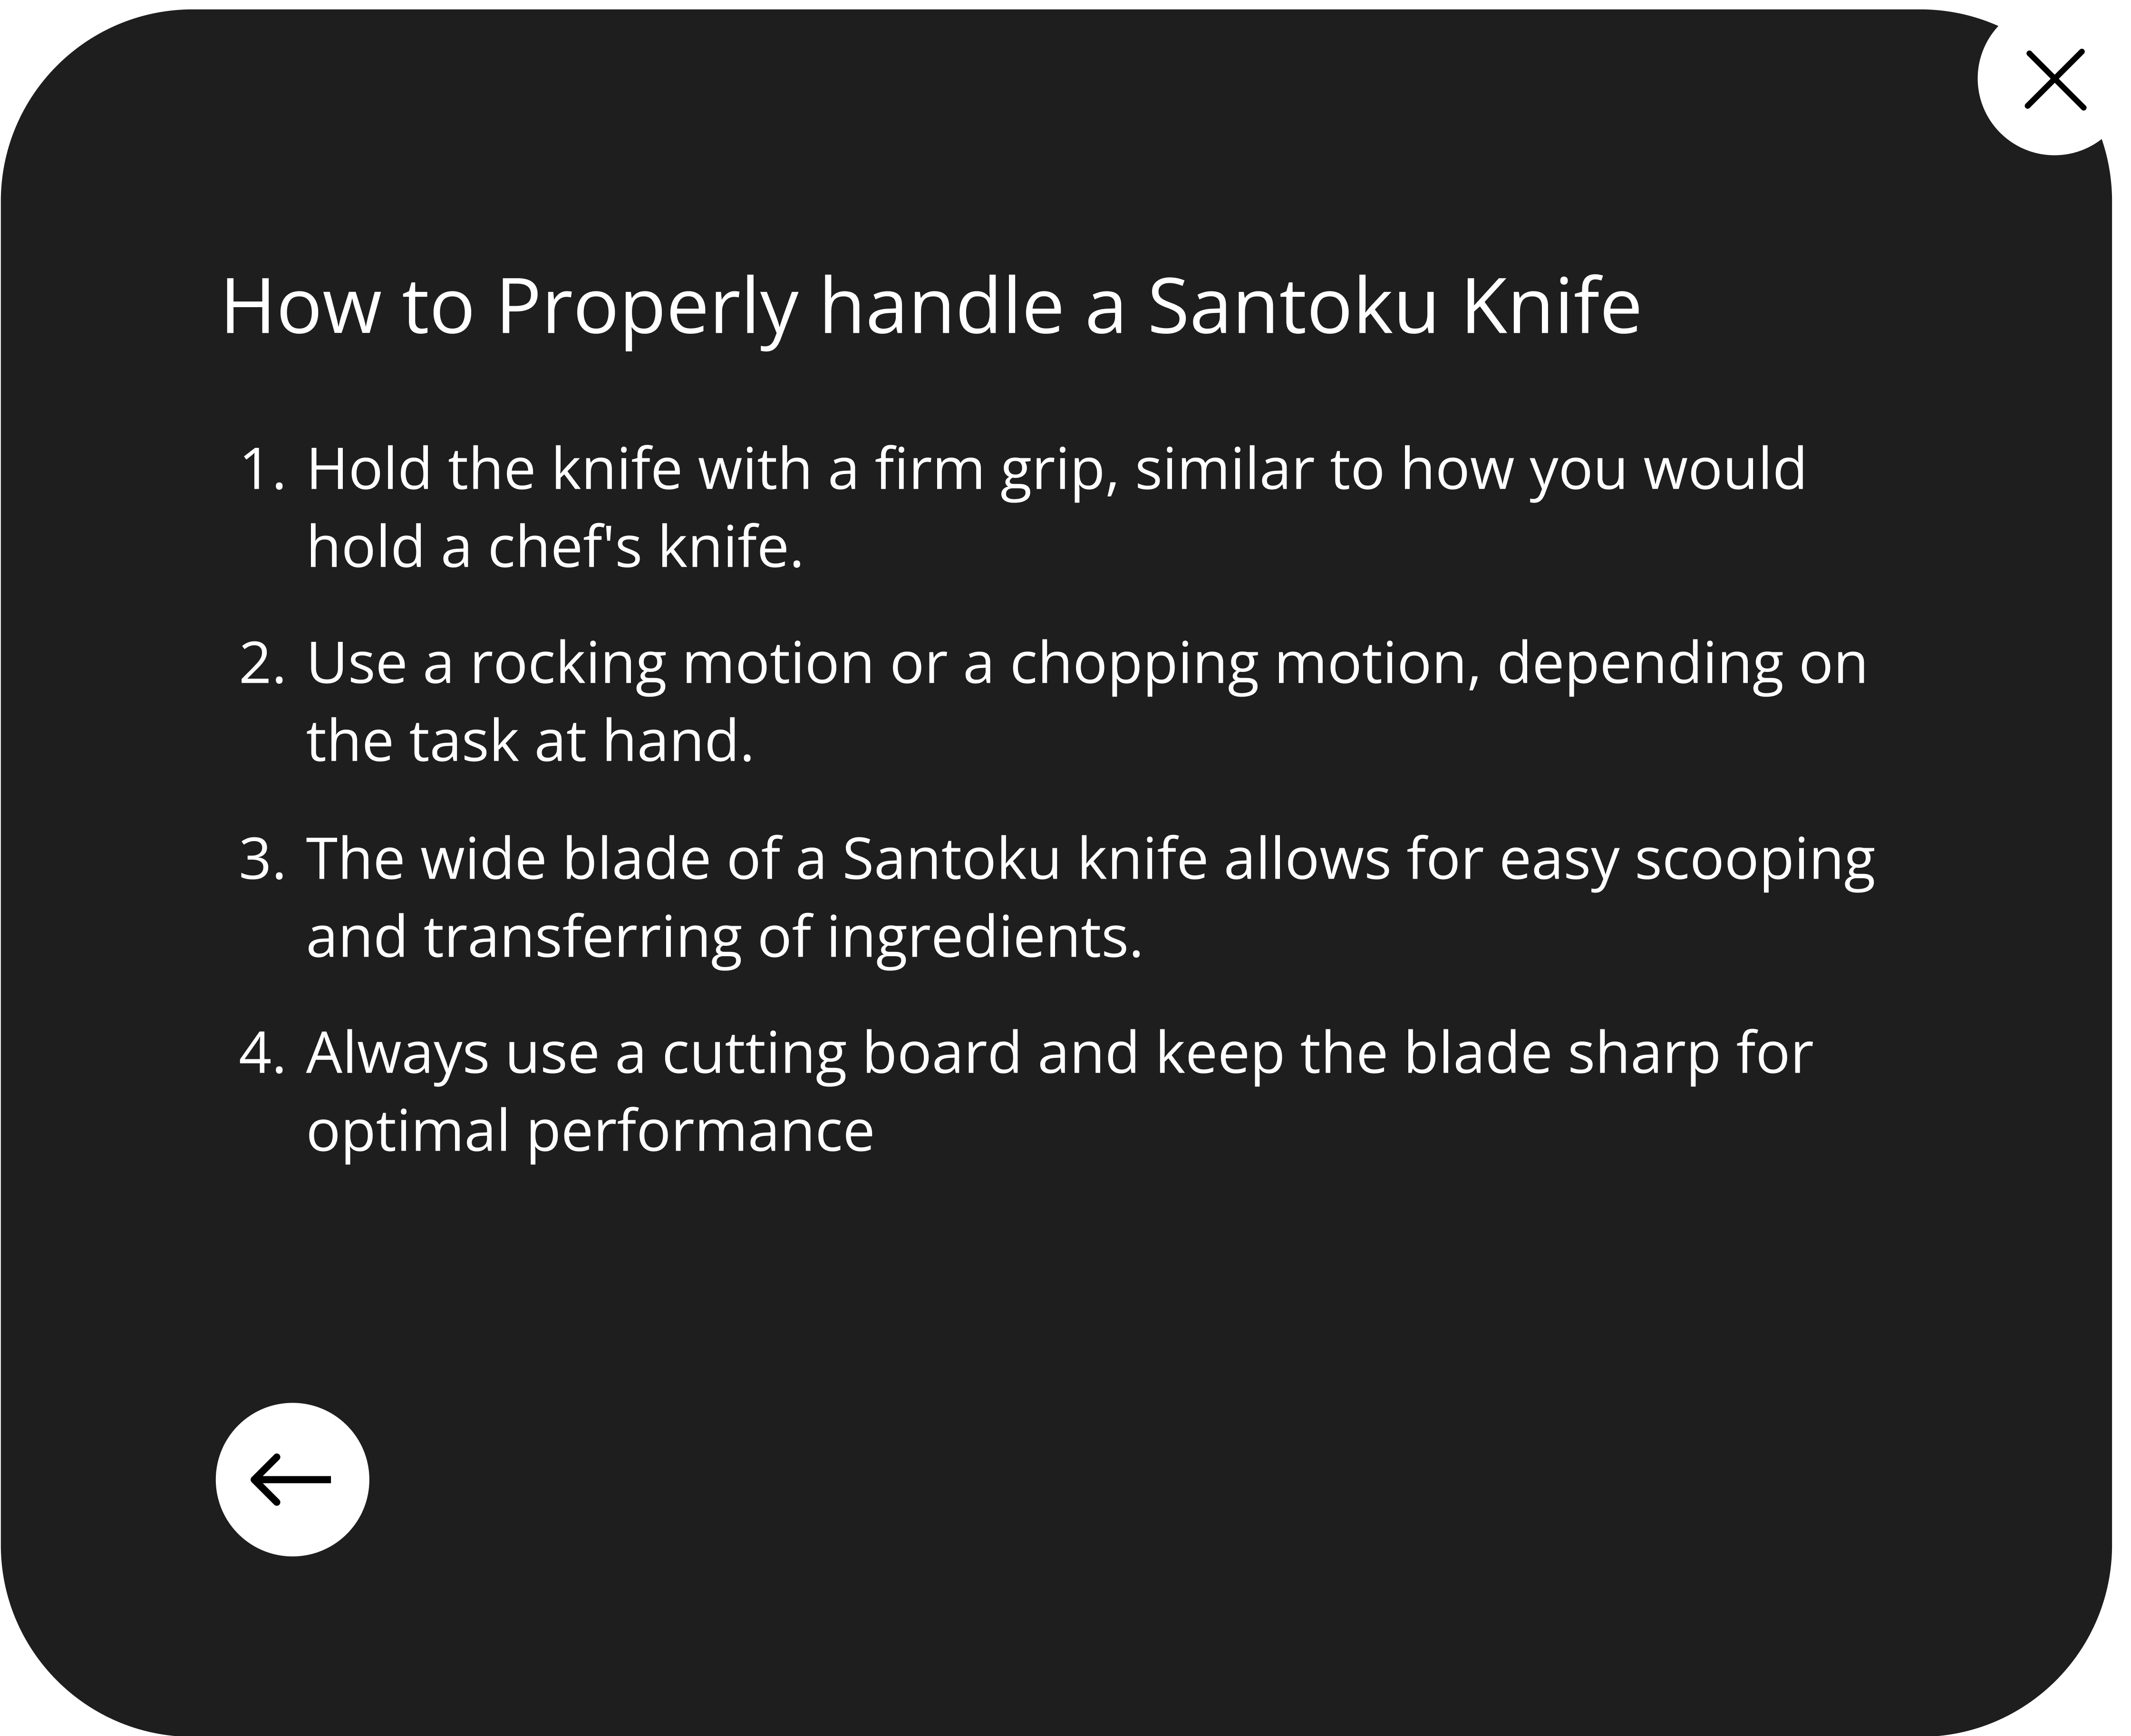 How to Properly handle a Santoku Knife
1. Hold the knife with a firm grip, similar to how you would
hold a chef's knife.
2. Use a rocking motion or a chopping motion, depending on
the task at hand.
3. The wide blade of a Santoku knife allows for easy scooping
and transferring of ingredients.
4. Always use a cutting board and keep the blade sharp for
optimal performance